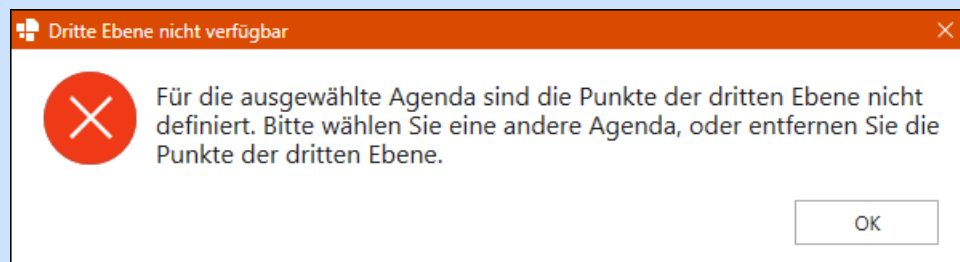 Dritte Ebene nicht verfügbar
Für die ausgewählte Agenda sind die Punkte der dritten Ebene nicht
definiert. Bitte wählen Sie eine andere Agenda, oder entfernen Sie die
Punkte der dritten Ebene.
OK